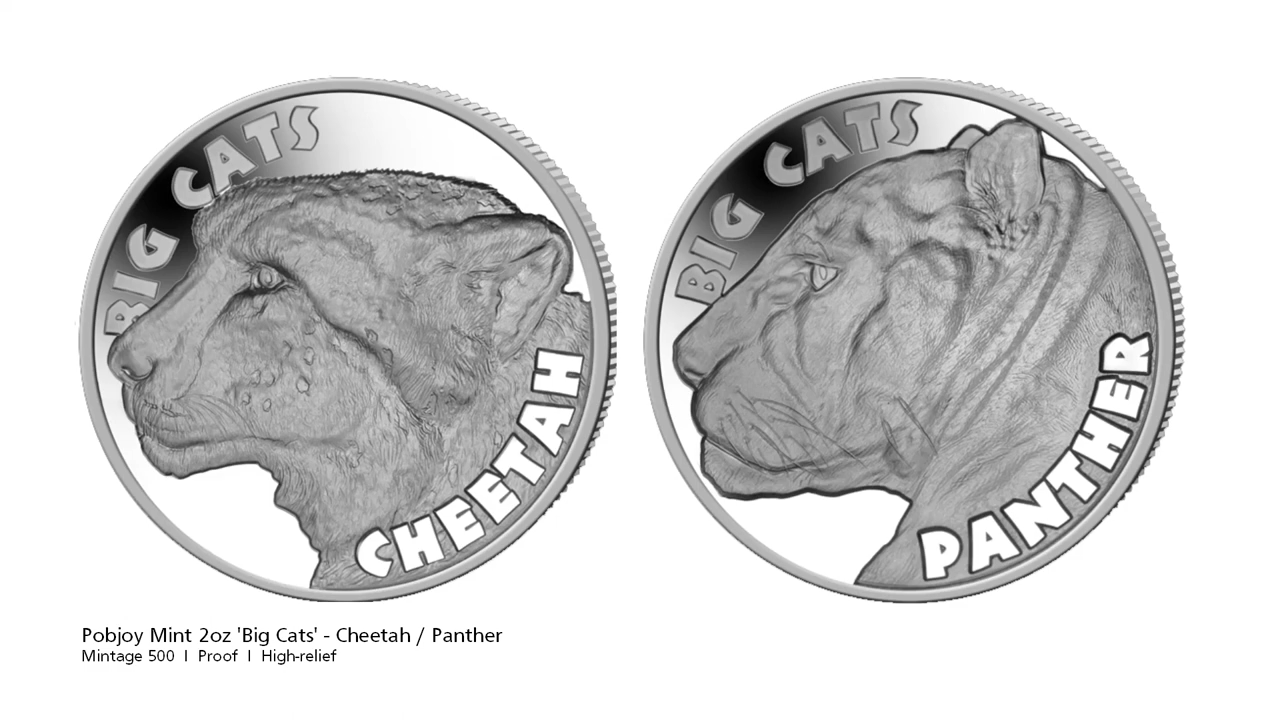 BIG CATS
CHEETAH
BIG CATS
PANTHER
Pobjoy Mint 2oz 'Big Cats' - Cheetah / Panther
Mintage 500 I Proof I High-relief